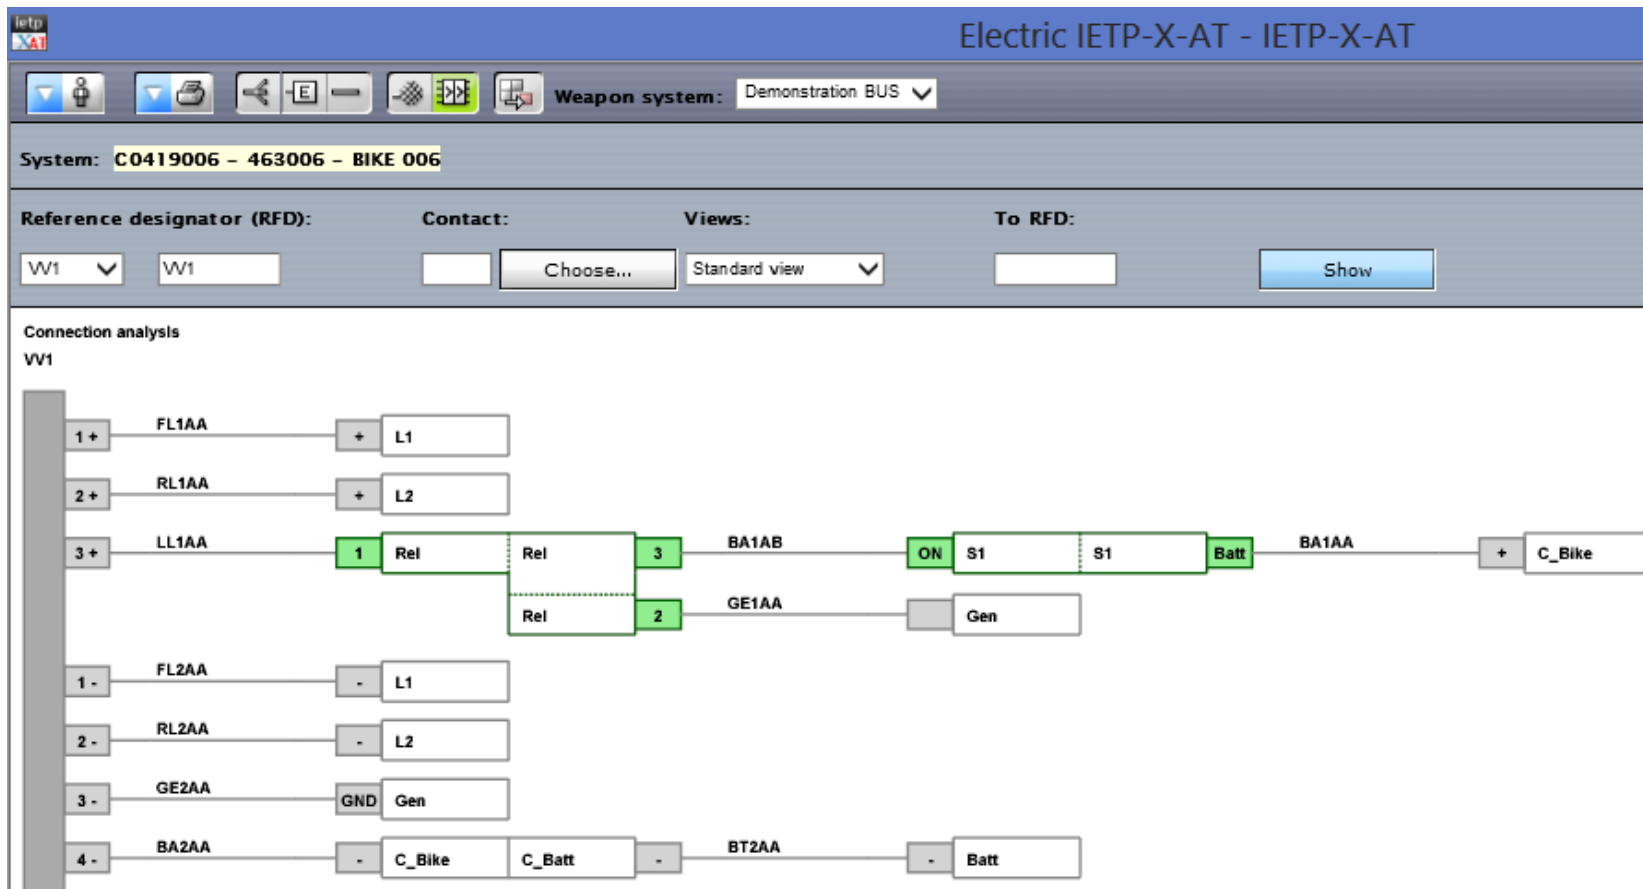 ietp
XAT
Electric IETP-X-AT - IETP-X-AT
E
Weapon system: Demonstration BUS
System: C0419006 - 463006 - BIKE 006
Reference designator (RFD): Contact: Views: To RFD:
VV1 VV1 Choose... Standard view Show
Connection analysis
VV1
1 + FL1AA + L1
2 + RL1AA + L2
3 + LL1AA 1 Rel Rel 3 BA1AB ON S1 S1 Batt BA1AA + C_Bike
Rel 2 GE1AA Gen
1 - FL2AA - L1
2 - RL2AA - L2
3 - GE2AA GND Gen
4 - BA2AA - C_Bike C_Batt - BT2AA - Batt